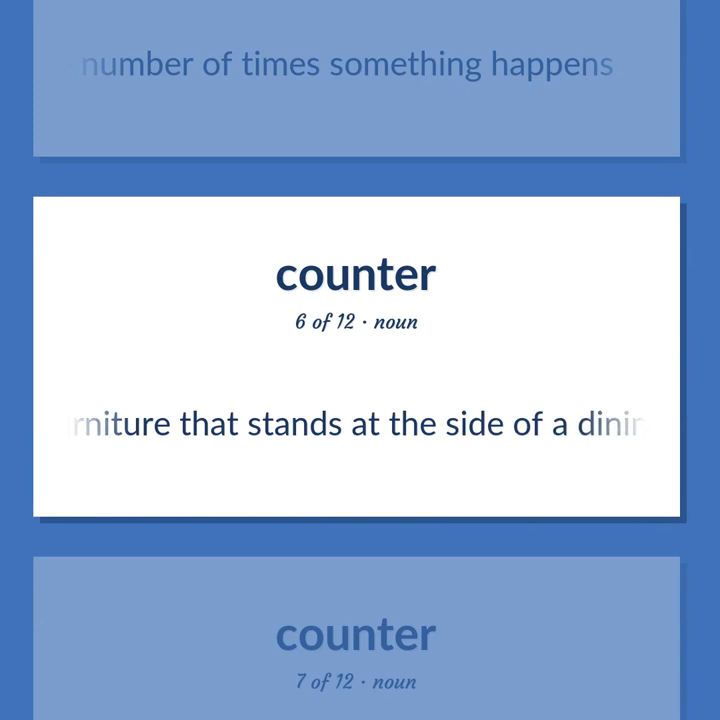 number of times something happens
counter
6 of 12 · noun
rniture that stands at the side of a dinin
counter
7 of 12 · noun